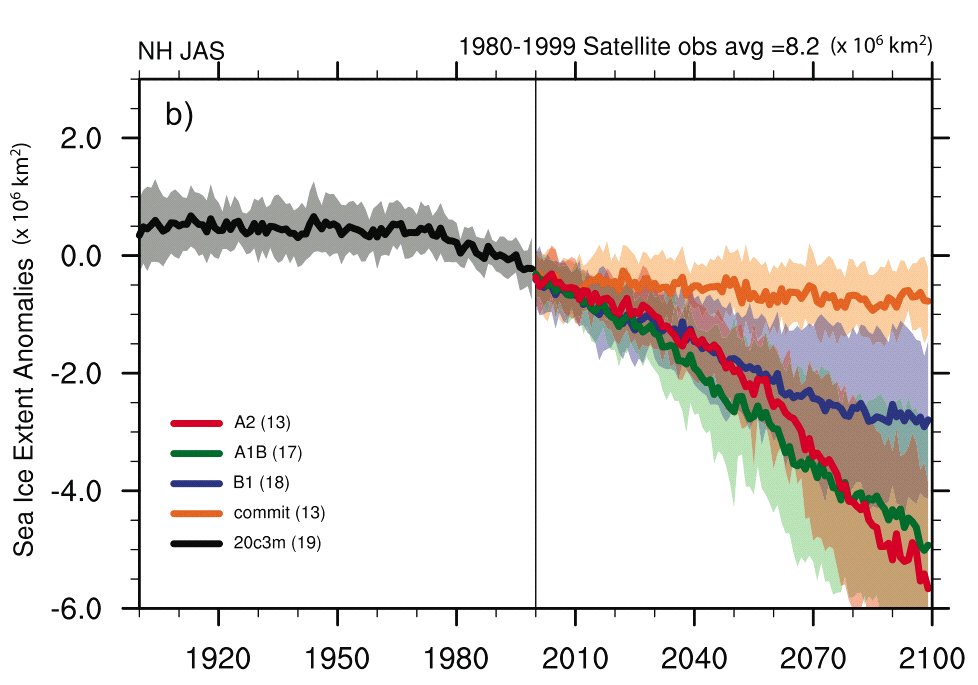 NH JAS
1980-1999 Satellite obs avg =8.2 (x 10⁶ km²)
b)
Sea Ice Extent Anomalies (x 10⁶ km²)
2.0
0.0
-2.0
-4.0
-6.0
A2 (13)
A1B (17)
B1 (18)
commit (13)
20c3m (19)
1920 1950 1980 2010 2040 2070 2100